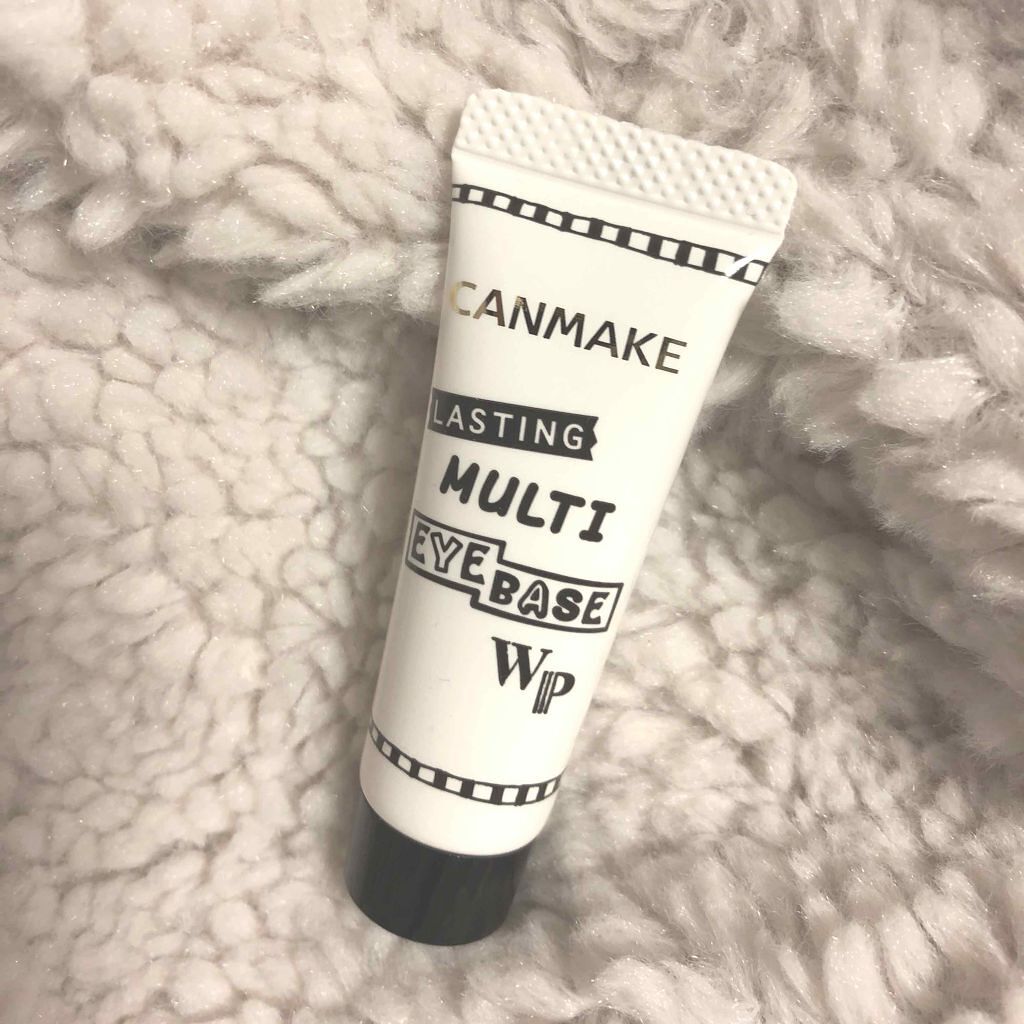 CANMAKE
LASTING
MULTI
EYE BASE
WP